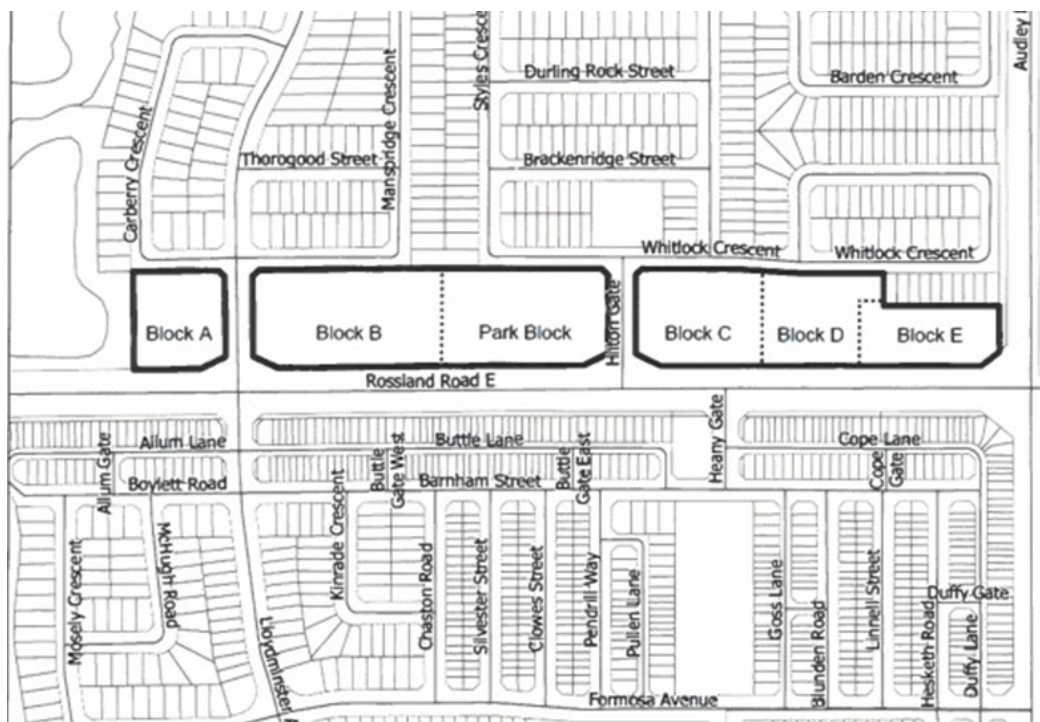 Durling Rock Street
Barden Crescent
Audley
Style's Cresce
Mansbridge Crescent
Carberry Crescent
Thorogood Street
Brackenridge Street
Whitlock Crescent
Whitlock Crescent
Block A
Block B
Park Block
Hilton Gate
Block C
Block D
Block E
Rossland Road E
Allum Lane
Buttle Lane
Heany Gate
Cope Lane
Allum Gate
Boylett Road
Buttle
Gate West
Barnham Street
Buttle
Gate East
Cope
Gate
Mosely Crescent
McHugh Road
Kinrade Crescent
Chaston Road
Silvester Street
Clowes Street
Pendrill Way
Pullen Lane
Goss Lane
Blunden Road
Linnell Street
Hesketh Road
Duffy Gate
Duffy Lane
Lloydminster
Formosa Avenue